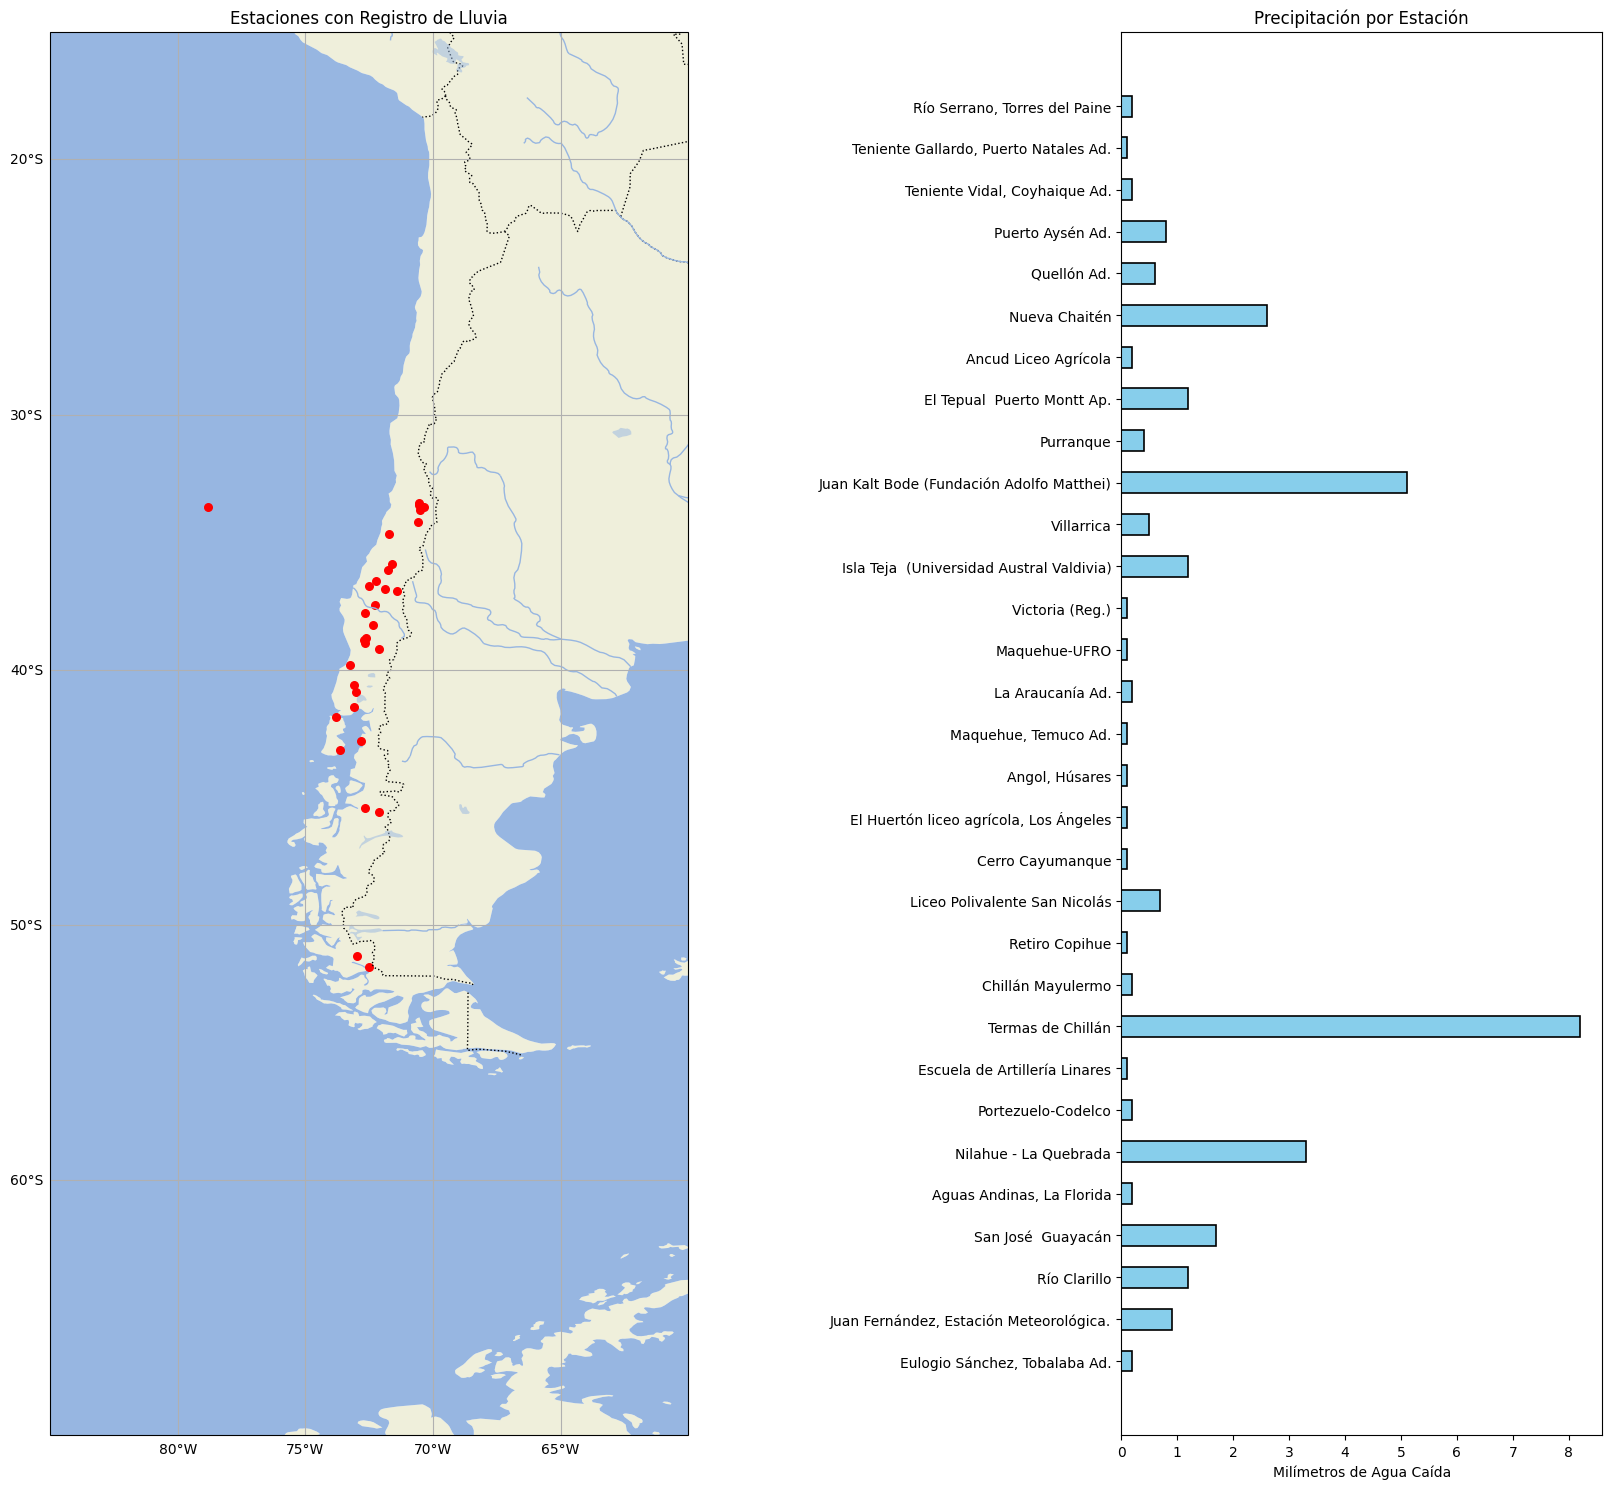 Estaciones con Registro de Lluvia
20°S
30°S
40°S
50°S
60°S
80°W
75°W
70°W
65°W
Precipitación por Estación
Río Serrano, Torres del Paine
Teniente Gallardo, Puerto Natales Ad.
Teniente Vidal, Coyhaique Ad.
Puerto Aysén Ad.
Quellón Ad.
Nueva Chaitén
Ancud Liceo Agrícola
El Tepual  Puerto Montt Ap.
Purranque
Juan Kalt Bode (Fundación Adolfo Matthei)
Villarrica
Isla Teja  (Universidad Austral Valdivia)
Victoria (Reg.)
Maquehue-UFRO
La Araucanía Ad.
Maquehue, Temuco Ad.
Angol, Húsares
El Huertón liceo agrícola, Los Ángeles
Cerro Cayumanque
Liceo Polivalente San Nicolás
Retiro Copihue
Chillán Mayulermo
Termas de Chillán
Escuela de Artillería Linares
Portezuelo-Codelco
Nilahue - La Quebrada
Aguas Andinas, La Florida
San José  Guayacán
Río Clarillo
Juan Fernández, Estación Meteorológica.
Eulogio Sánchez, Tobalaba Ad.
0 1 2 3 4 5 6 7 8
Milímetros de Agua Caída